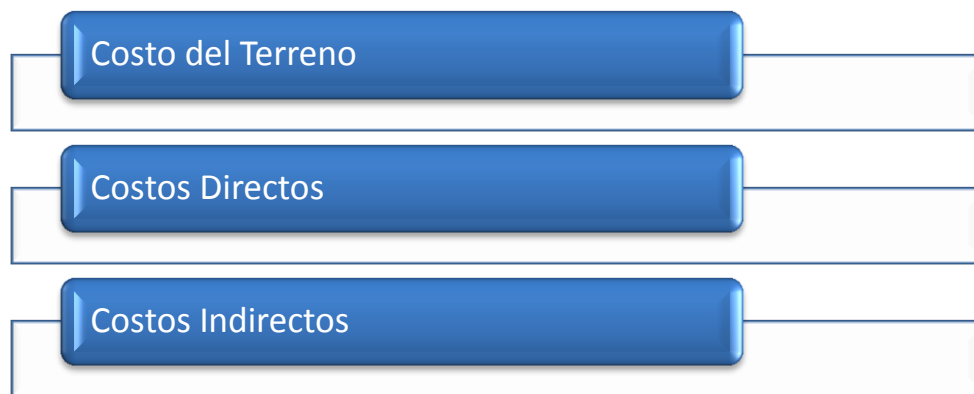 Costo del Terreno
Costos Directos
Costos Indirectos